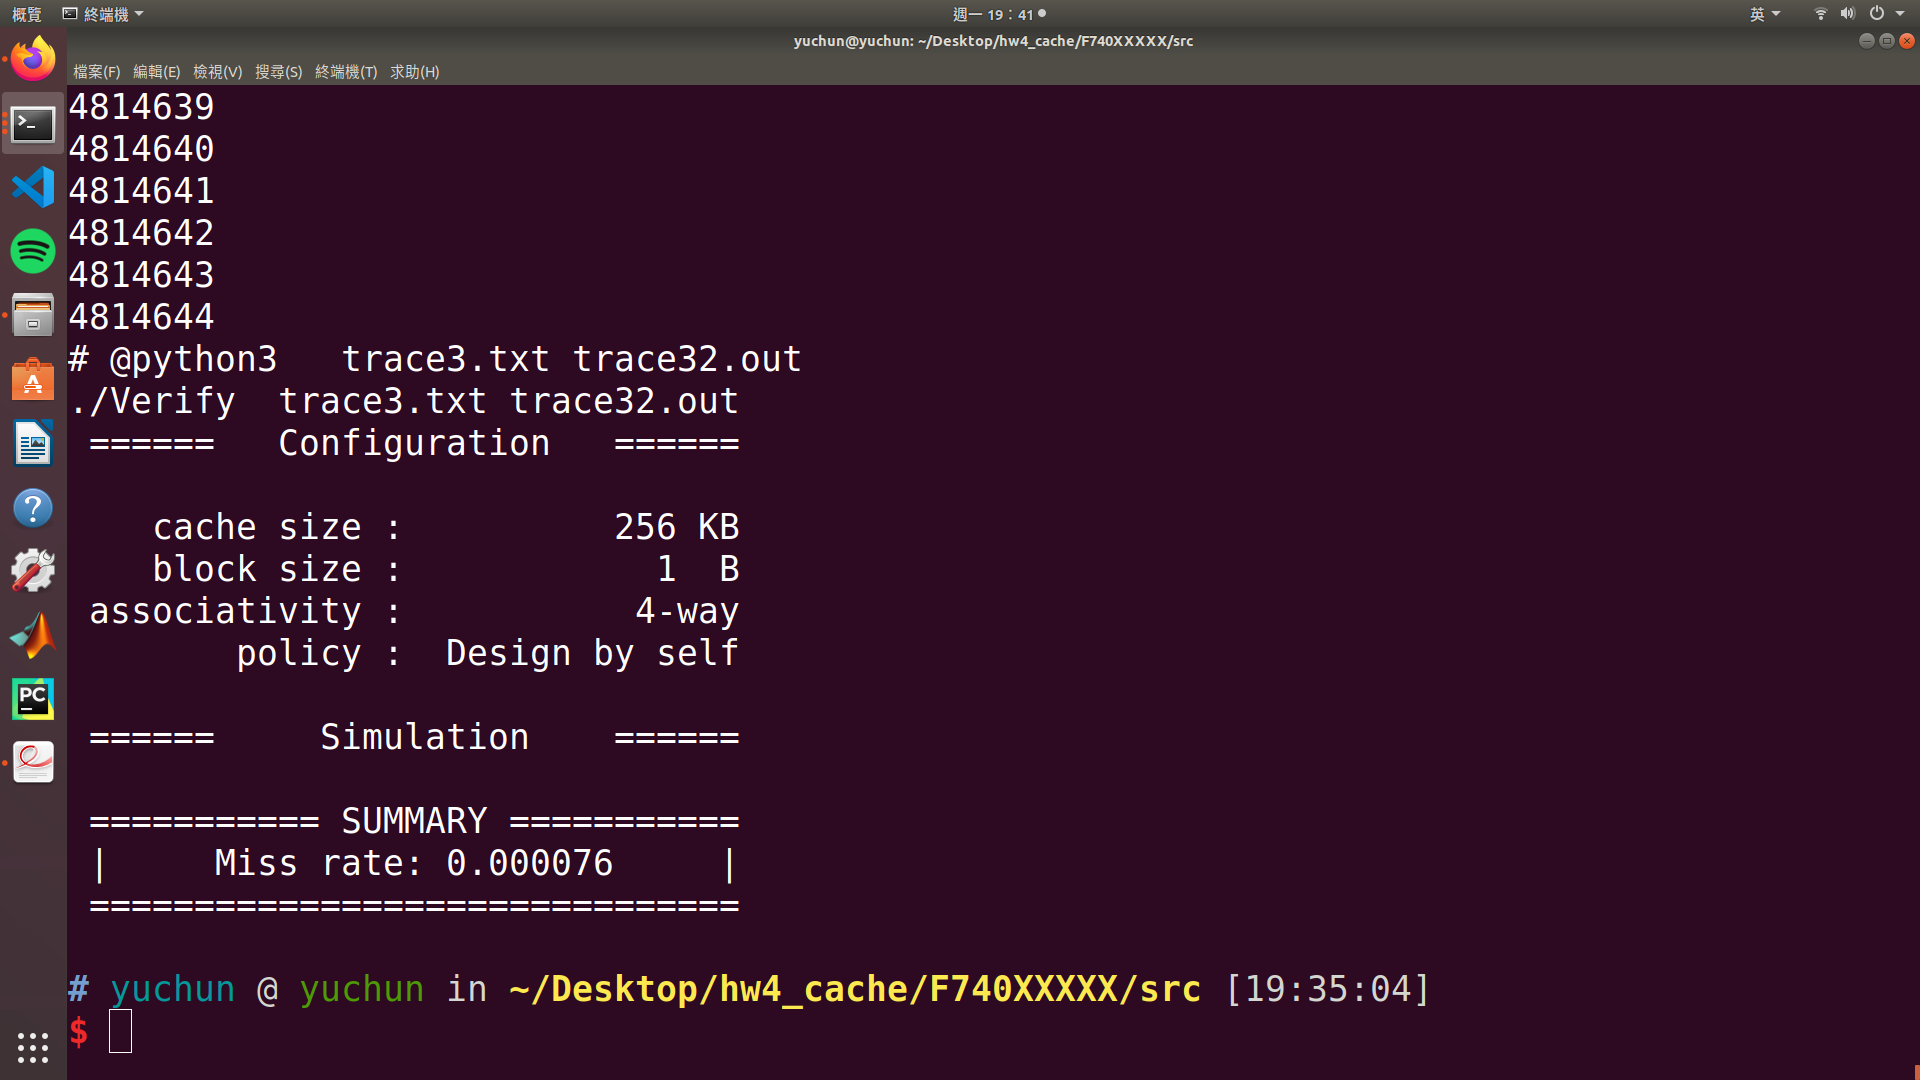 概覽 終端機 週一 19：41 英
yuchun@yuchun: ~/Desktop/hw4_cache/F740XXXXX/src
檔案(F) 編輯(E) 檢視(V) 搜尋(S) 終端機(T) 求助(H)
4814639
4814640
4814641
4814642
4814643
4814644
# @python3   trace3.txt trace32.out
./Verify  trace3.txt trace32.out
 ======   Configuration   ======
    cache size :          256 KB
    block size :            1  B
 associativity :           4-way
        policy :  Design by self
 ======     Simulation    ======
 =========== SUMMARY ===========
 |     Miss rate: 0.000076     |
 ===============================
# yuchun @ yuchun in ~/Desktop/hw4_cache/F740XXXXX/src [19:35:04]
$
A
?
PC